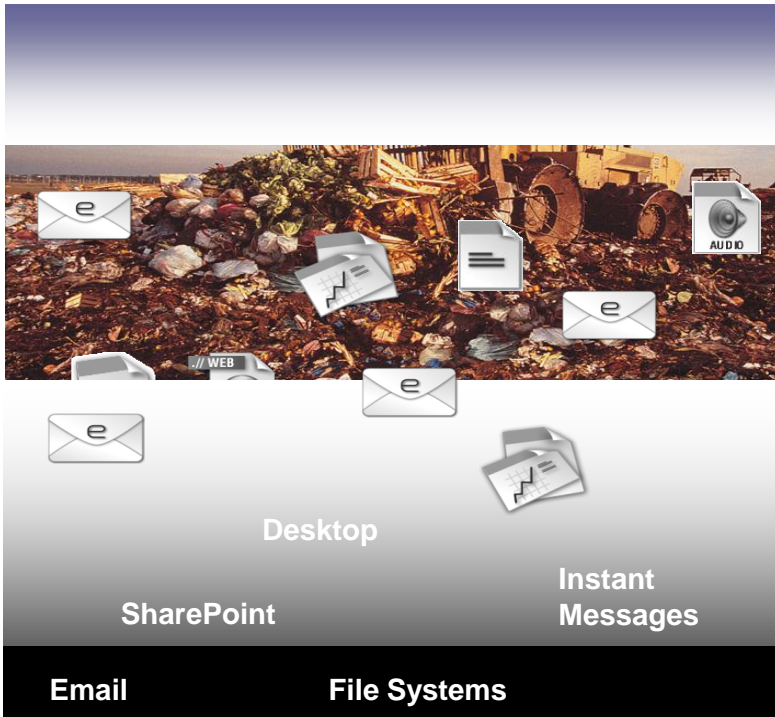 e
AUDIO
e
.// WEB
e
e
Desktop
Instant
Messages
SharePoint
Email
File Systems